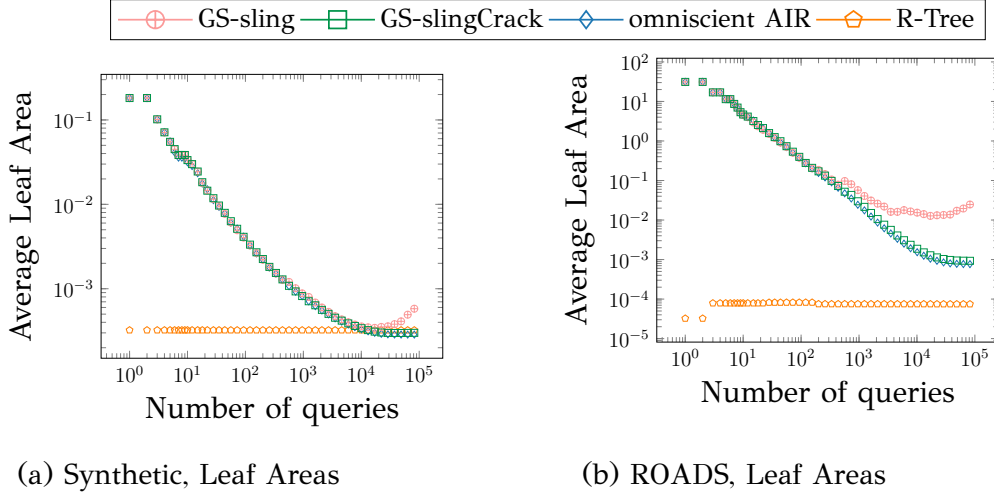 GS-sling GS-slingCrack omniscient AIR R-Tree
10^-1
10^-2
10^-3
Average Leaf Area
10^0 10^1 10^2 10^3 10^4 10^5
Number of queries
(a) Synthetic, Leaf Areas
10^2
10^1
10^0
10^-1
10^-2
10^-3
10^-4
10^-5
Average Leaf Area
10^0 10^1 10^2 10^3 10^4 10^5
Number of queries
(b) ROADS, Leaf Areas